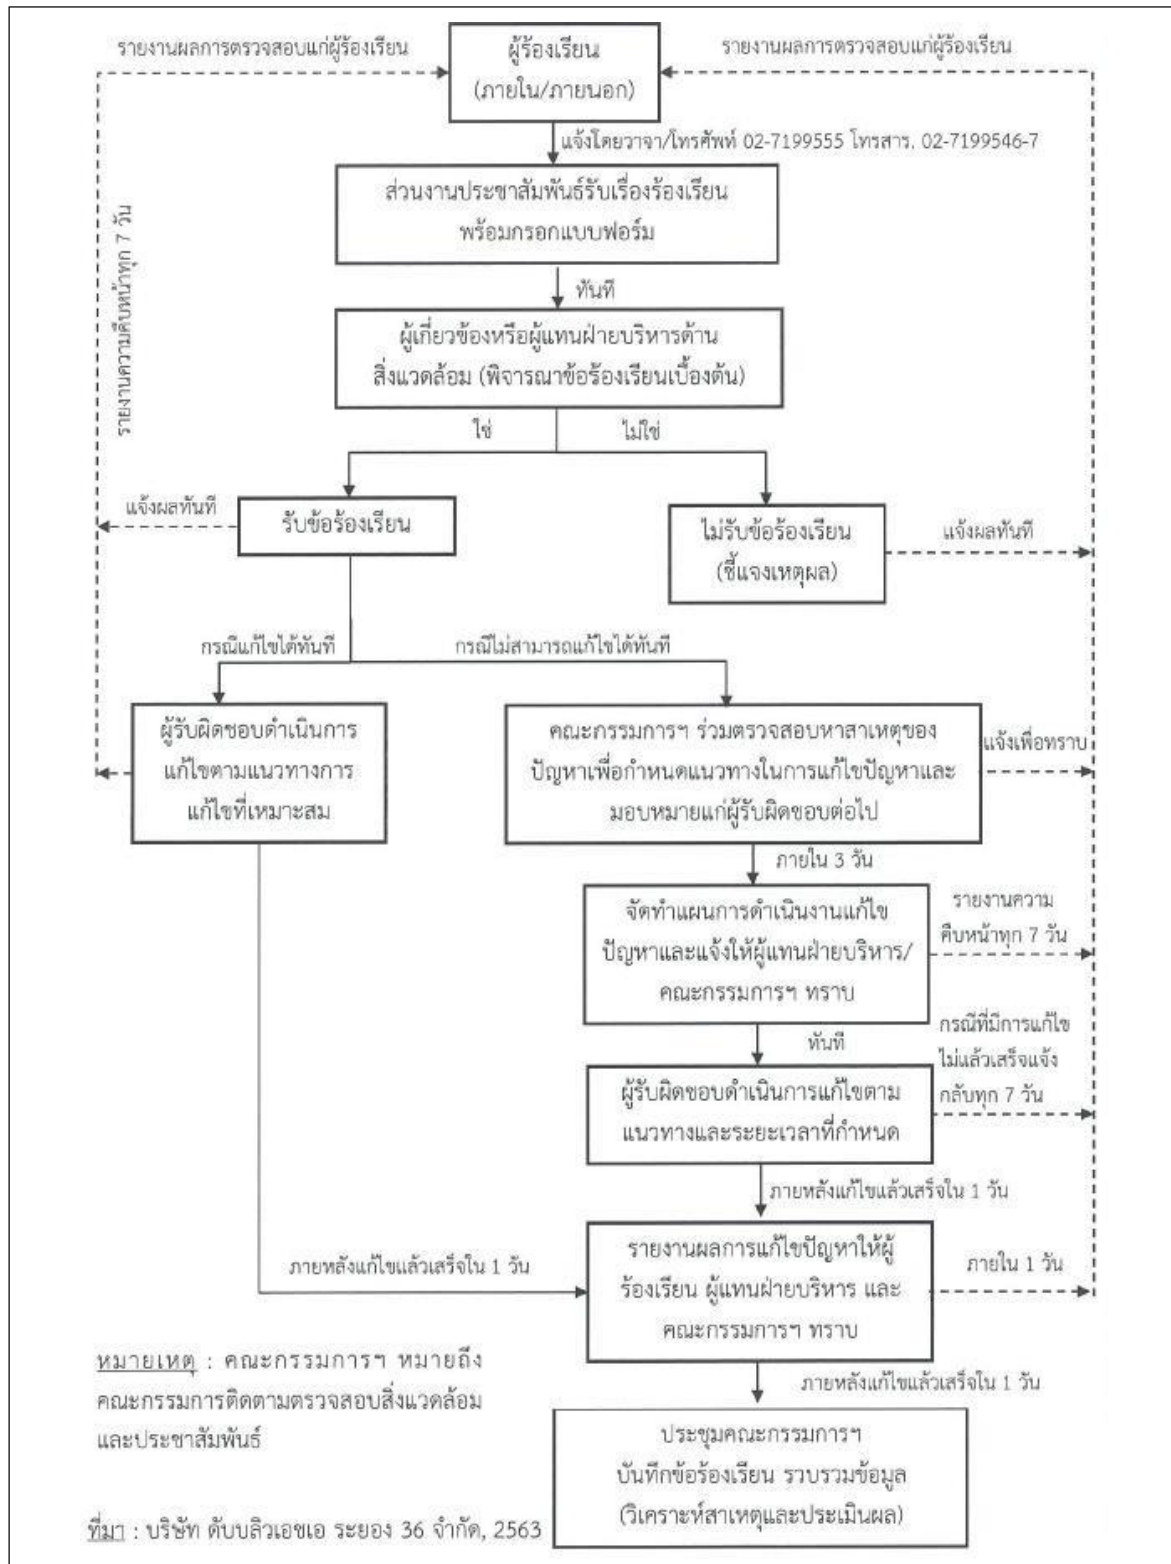 รายงานผลการตรวจสอบแก่ผู้ร้องเรียน
ผู้ร้องเรียน
(ภายใน/ภายนอก)
รายงานผลการตรวจสอบแก่ผู้ร้องเรียน
แจ้งโดยวาจา/โทรศัพท์ 02-7199555 โทรสาร. 02-7199546-7
ส่วนงานประชาสัมพันธ์รับเรื่องร้องเรียน
พร้อมกรอกแบบฟอร์ม
รายงานความคืบหน้าทุก 7 วัน
ทันที
ผู้เกี่ยวข้องหรือผู้แทนฝ่ายบริหารด้าน
สิ่งแวดล้อม (พิจารณาข้อร้องเรียนเบื้องต้น)
ใช่
ไม่ใช่
แจ้งผลทันที
รับข้อร้องเรียน
ไม่รับข้อร้องเรียน
(ชี้แจงเหตุผล)
แจ้งผลทันที
กรณีแก้ไขได้ทันที
กรณีไม่สามารถแก้ไขได้ทันที
ผู้รับผิดชอบดำเนินการ
แก้ไขตามแนวทางการ
แก้ไขที่เหมาะสม
คณะกรรมการฯ ร่วมตรวจสอบหาสาเหตุของ
ปัญหาเพื่อกำหนดแนวทางในการแก้ไขปัญหาและ
มอบหมายแก่ผู้รับผิดชอบต่อไป
แจ้งเพื่อทราบ
ภายใน 3 วัน
จัดทำแผนการดำเนินงานแก้ไข
ปัญหาและแจ้งให้ผู้แทนฝ่ายบริหาร/
คณะกรรมการฯ ทราบ
รายงานความ
คืบหน้าทุก 7 วัน
ทันที
กรณีที่มีการแก้ไข
ไม่แล้วเสร็จแจ้ง
กลับทุก 7 วัน
ผู้รับผิดชอบดำเนินการแก้ไขตาม
แนวทางและระยะเวลาที่กำหนด
ภายหลังแก้ไขแล้วเสร็จใน 1 วัน
ภายหลังแก้ไขแล้วเสร็จใน 1 วัน
รายงานผลการแก้ไขปัญหาให้ผู้
ร้องเรียน ผู้แทนฝ่ายบริหาร และ
คณะกรรมการฯ ทราบ
ภายใน 1 วัน
ภายหลังแก้ไขแล้วเสร็จใน 1 วัน
หมายเหตุ : คณะกรรมการฯ หมายถึง
คณะกรรมการติดตามตรวจสอบสิ่งแวดล้อม
และประชาสัมพันธ์
ประชุมคณะกรรมการฯ
บันทึกข้อร้องเรียน รวบรวมข้อมูล
(วิเคราะห์สาเหตุและประเมินผล)
ที่มา : บริษัท ดับบลิวเอชเอ ระยอง 36 จำกัด, 2563